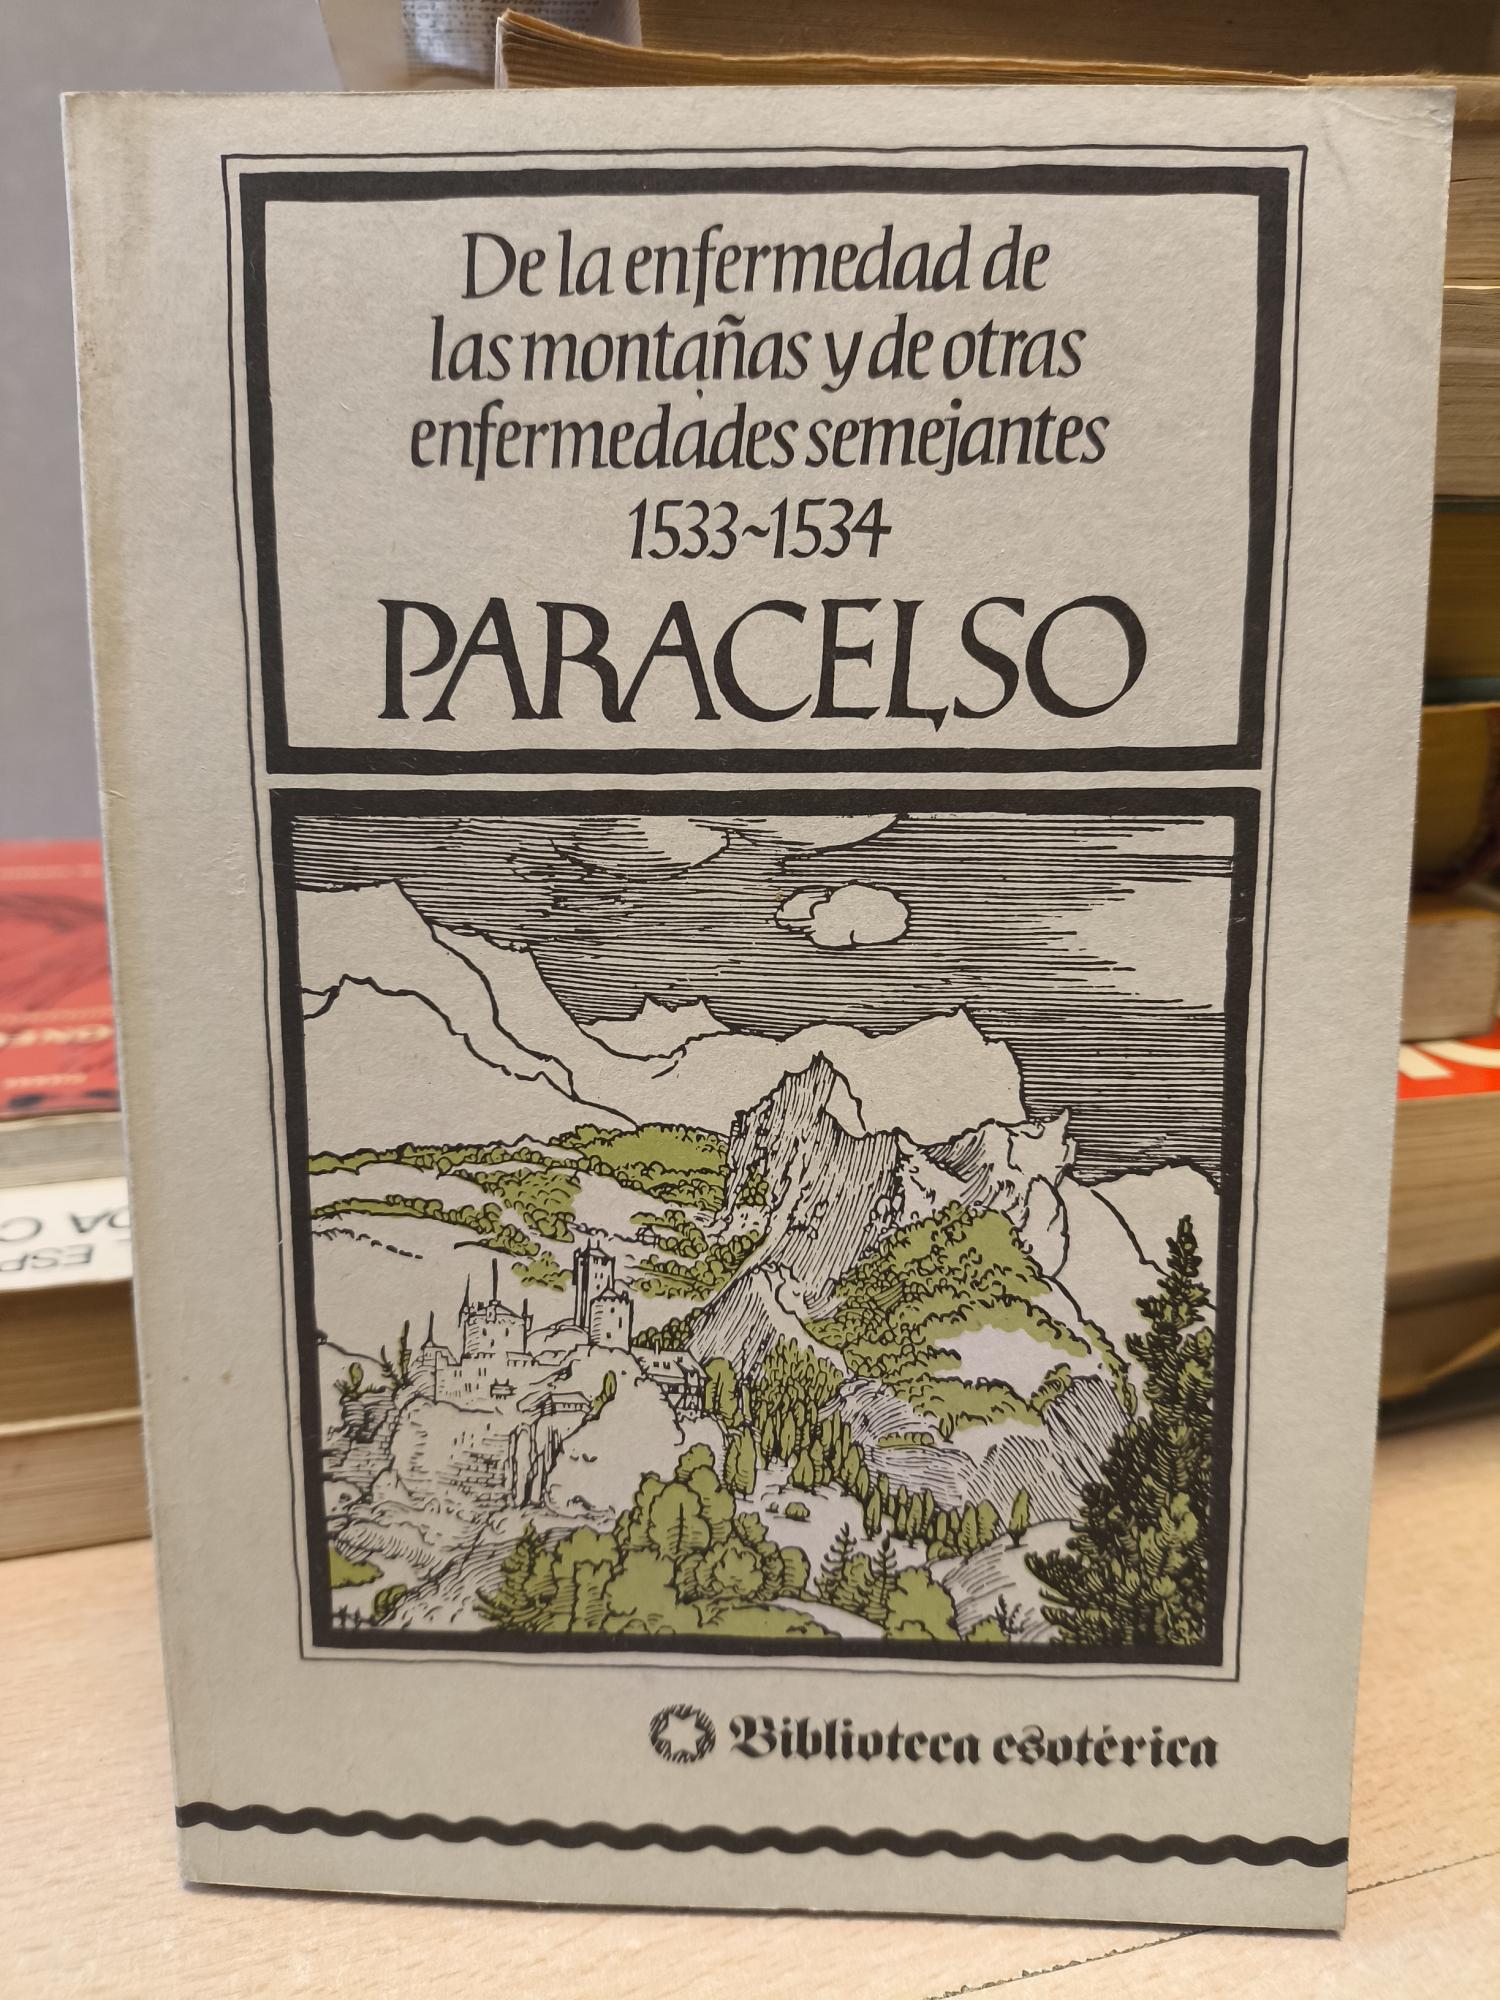 De la enfermedad de
las montañas y de otras
enfermedades semejantes
1533~1534
PARACELSO
Biblioteca esotérica